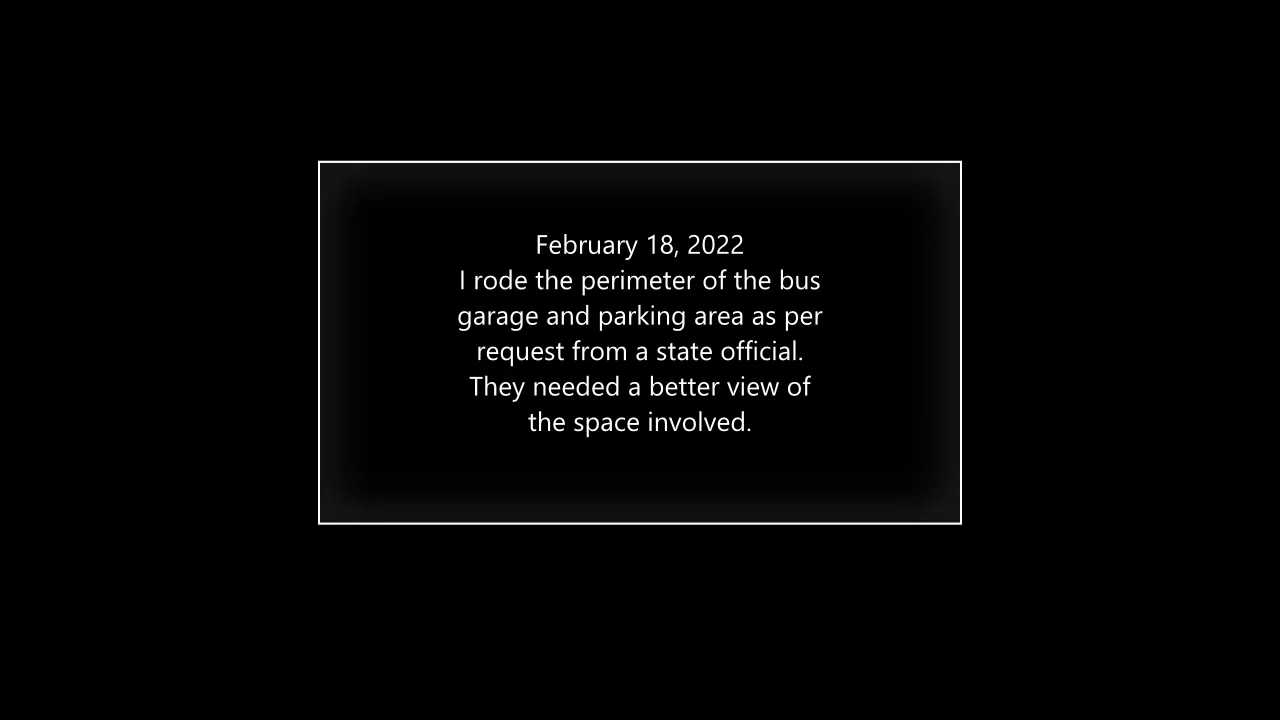 February 18, 2022
I rode the perimeter of the bus
garage and parking area as per
request from a state official.
They needed a better view of
the space involved.